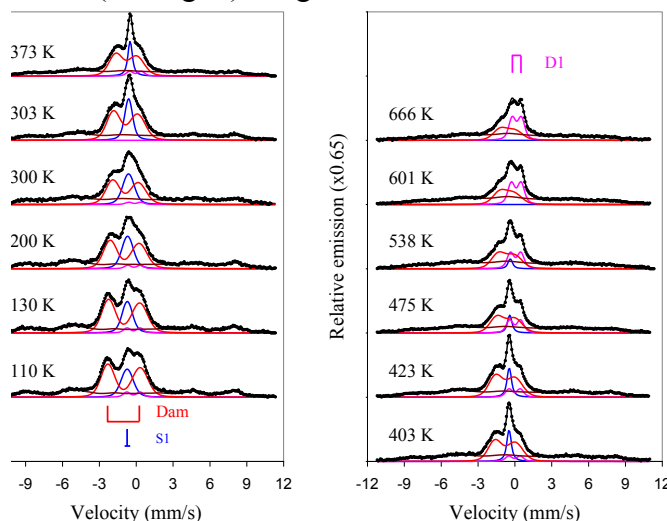 373 K
303 K
300 K
200 K
130 K
110 K
Dam
S1
-9 -6 -3 0 3 6 9 12
Velocity (mm/s)
Relative emission (x0.65)
D1
666 K
601 K
538 K
475 K
423 K
403 K
-12 -9 -6 -3 0 3 6 9 12
Velocity (mm/s)